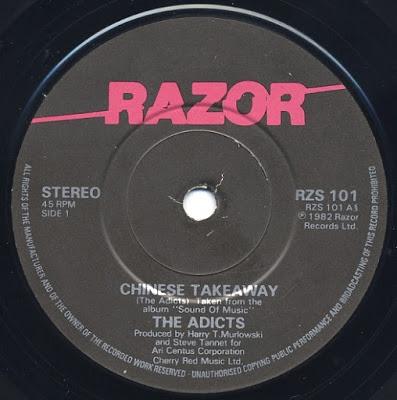 RAZOR
STEREO
45 RPM
SIDE 1
RZS 101
RZS 101 A1
℗ 1982 Razor
Records Ltd.
CHINESE TAKEAWAY
(The Adicts) Taken from the
album "Sound Of Music"
THE ADICTS
Produced by Harry T.Murlowski
and Steve Tannet for
Ari Centus Corporation
Cherry Red Music Ltd.
ALL RIGHTS OF THE MANUFACTURER AND OF THE OWNER OF THE RECORDED WORK RESERVED - UNAUTHORISED COPYING PUBLIC PERFORMANCE AND BROADCASTING OF THIS RECORD PROHIBITED